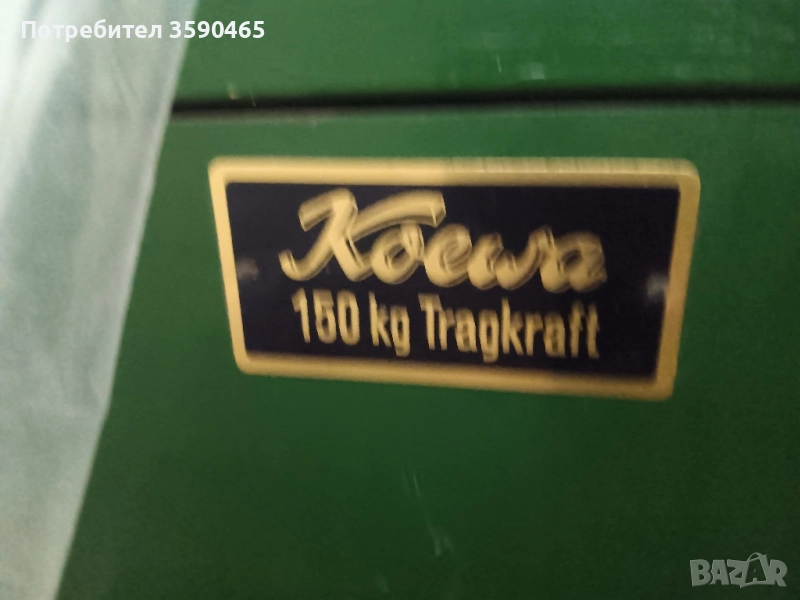 Потребител 3590465
Koewa
150 kg Tragkraft
BAZAR